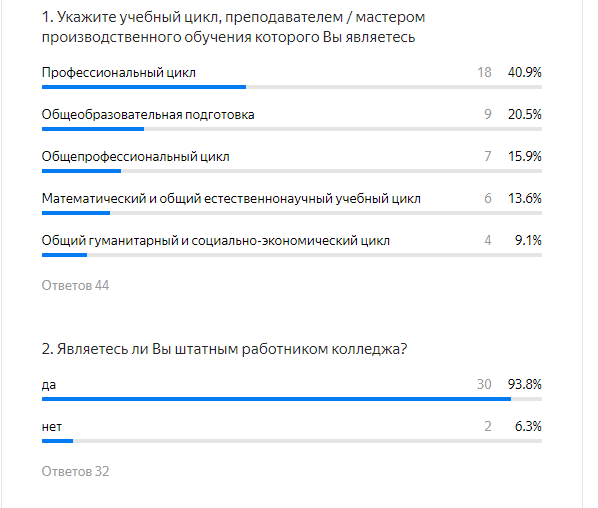 1. Укажите учебный цикл, преподавателем / мастером
производственного обучения которого Вы являетесь
Профессиональный цикл 18 40.9%
Общеобразовательная подготовка 9 20.5%
Общепрофессиональный цикл 7 15.9%
Математический и общий естественнонаучный учебный цикл 6 13.6%
Общий гуманитарный и социально-экономический цикл 4 9.1%
Ответов 44
2. Являетесь ли Вы штатным работником колледжа?
да 30 93.8%
нет 2 6.3%
Ответов 32